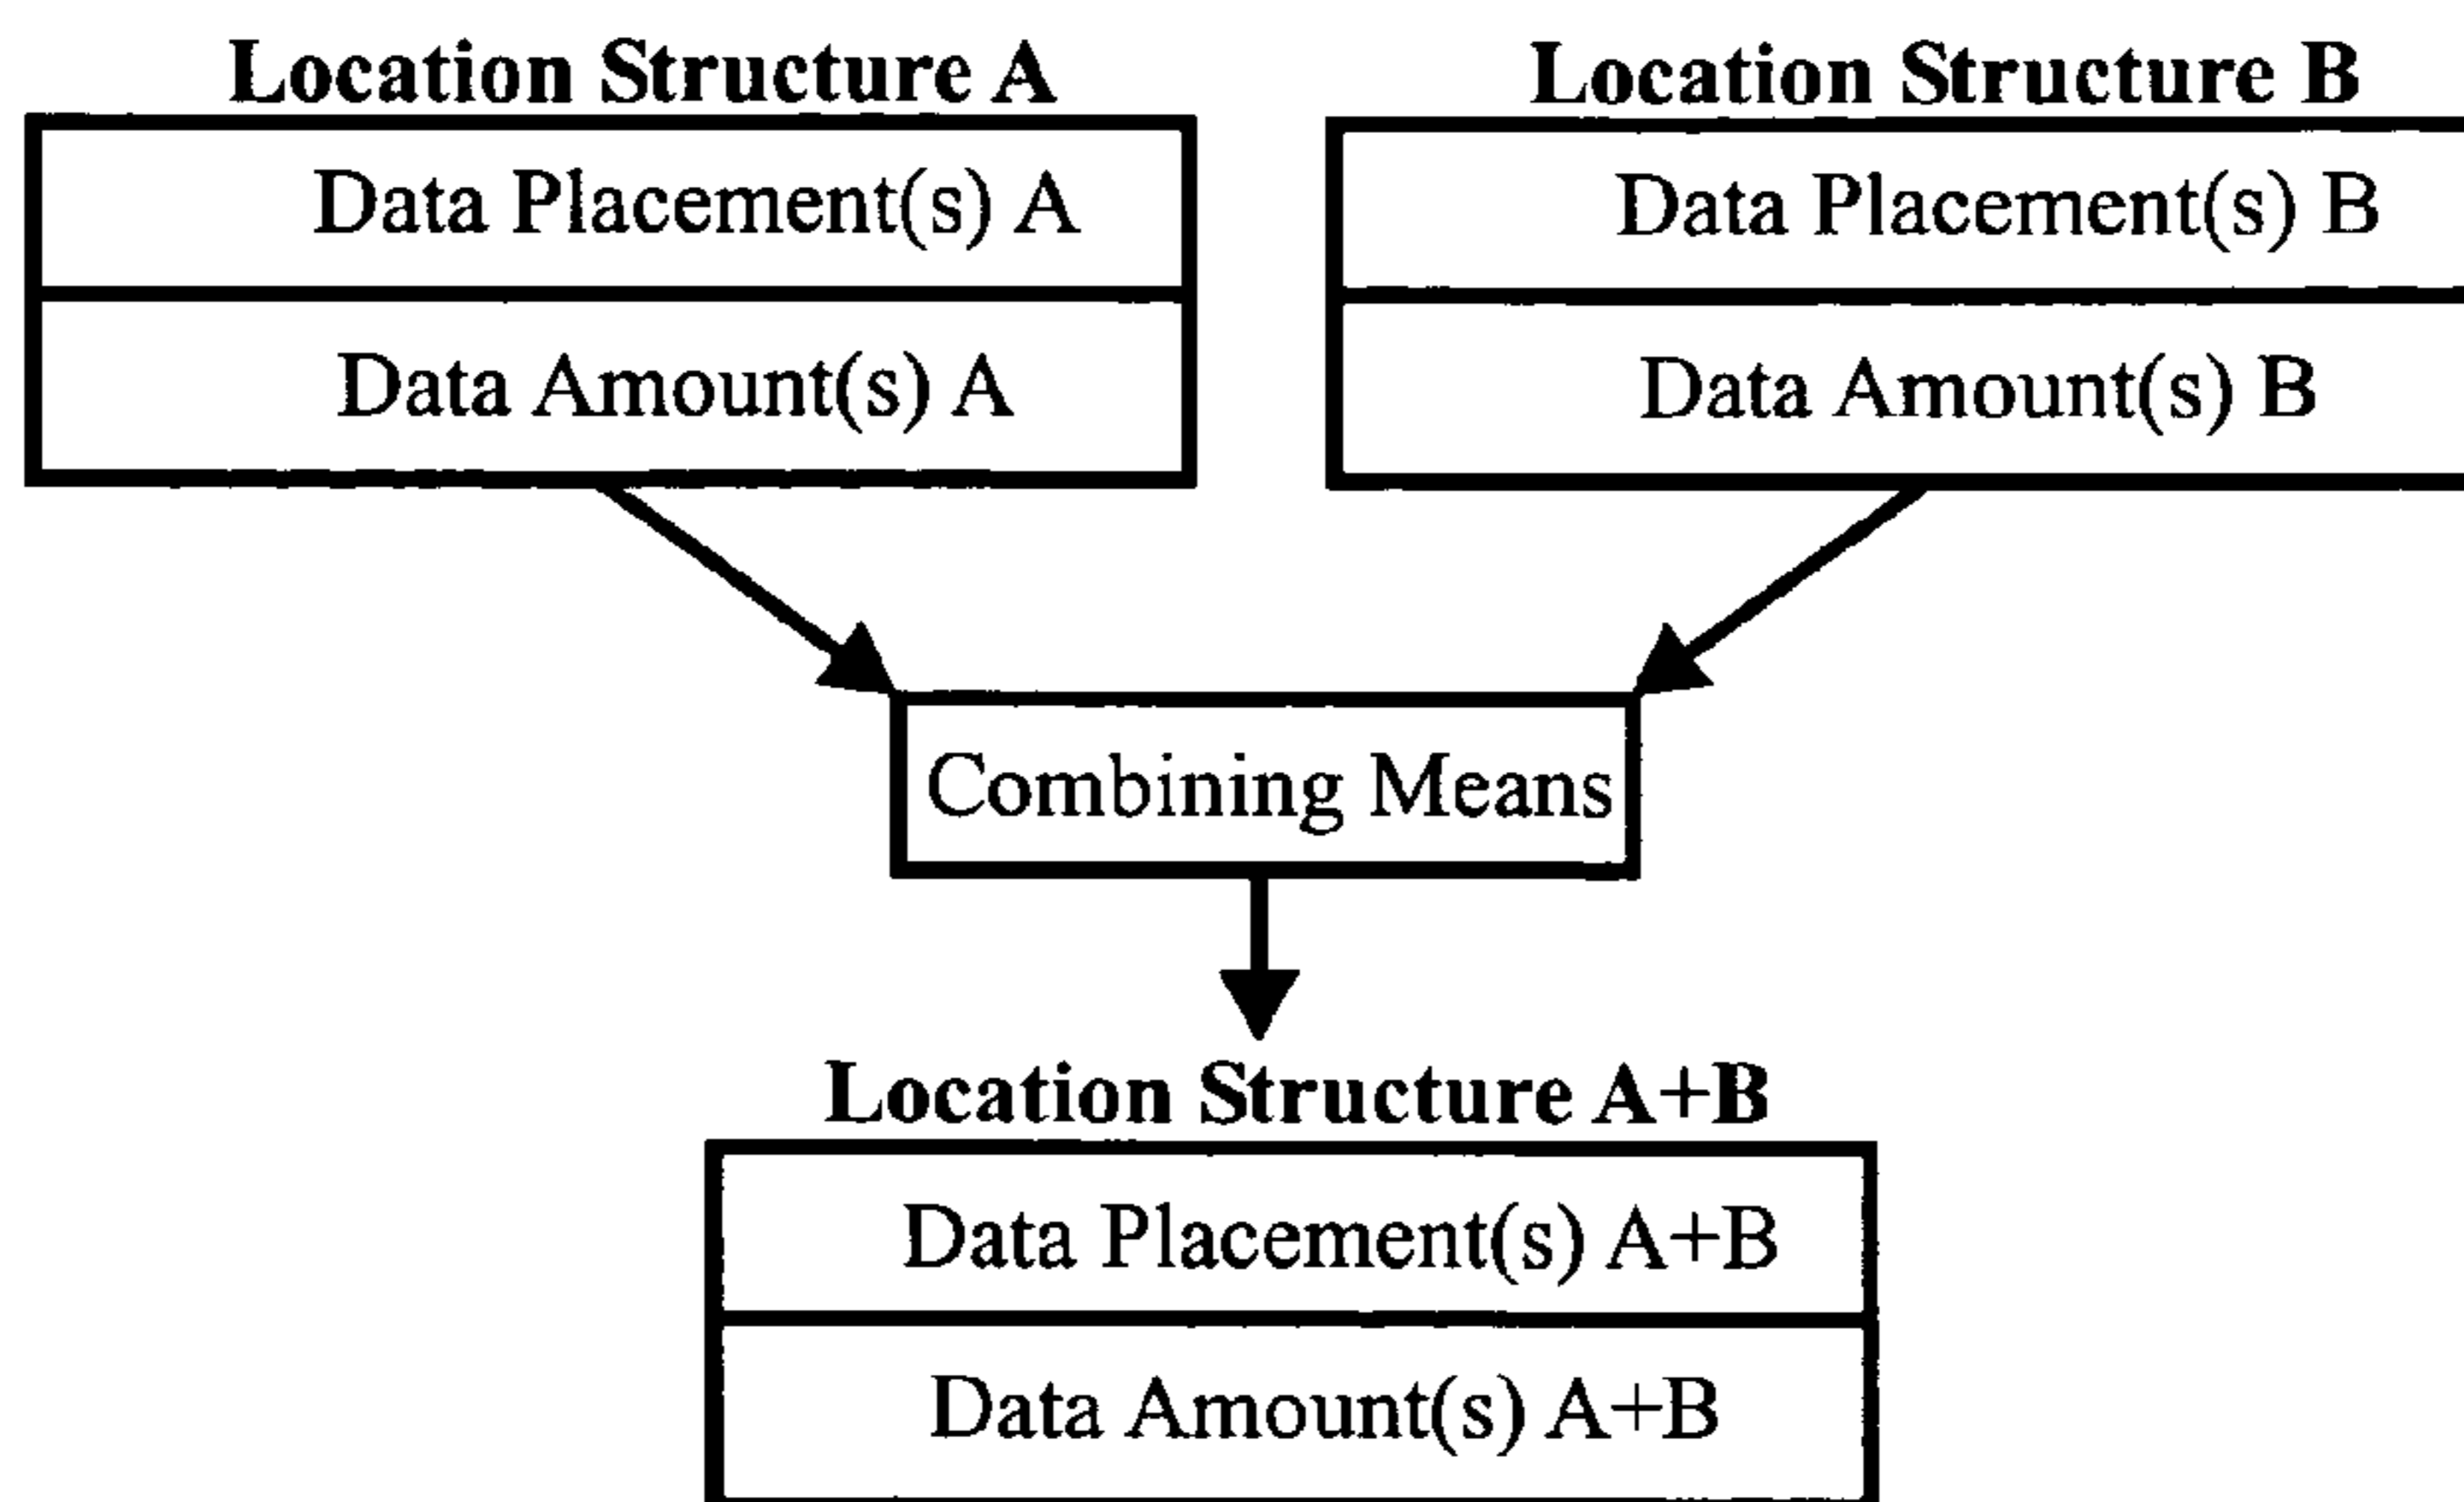 Location Structure A
Location Structure B
Data Placement(s) A
Data Placement(s) B
Data Amount(s) A
Data Amount(s) B
Combining Means
Location Structure A+B
Data Placement(s) A+B
Data Amount(s) A+B